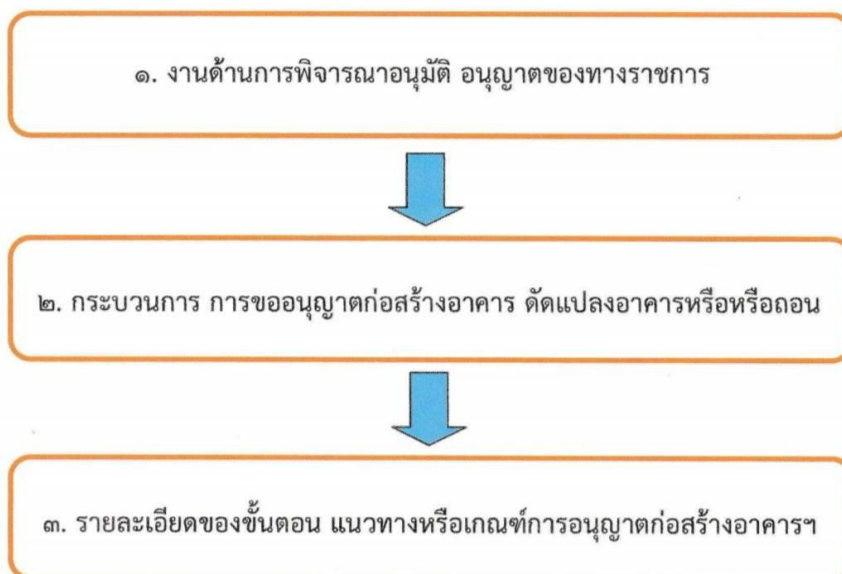 ๑. งานด้านการพิจารณาอนุมัติ อนุญาตของทางราชการ
๒. กระบวนการ การขออนุญาตก่อสร้างอาคาร ดัดแปลงอาคารหรือหรือถอน
๓. รายละเอียดของขั้นตอน แนวทางหรือเกณฑ์การอนุญาตก่อสร้างอาคารฯ